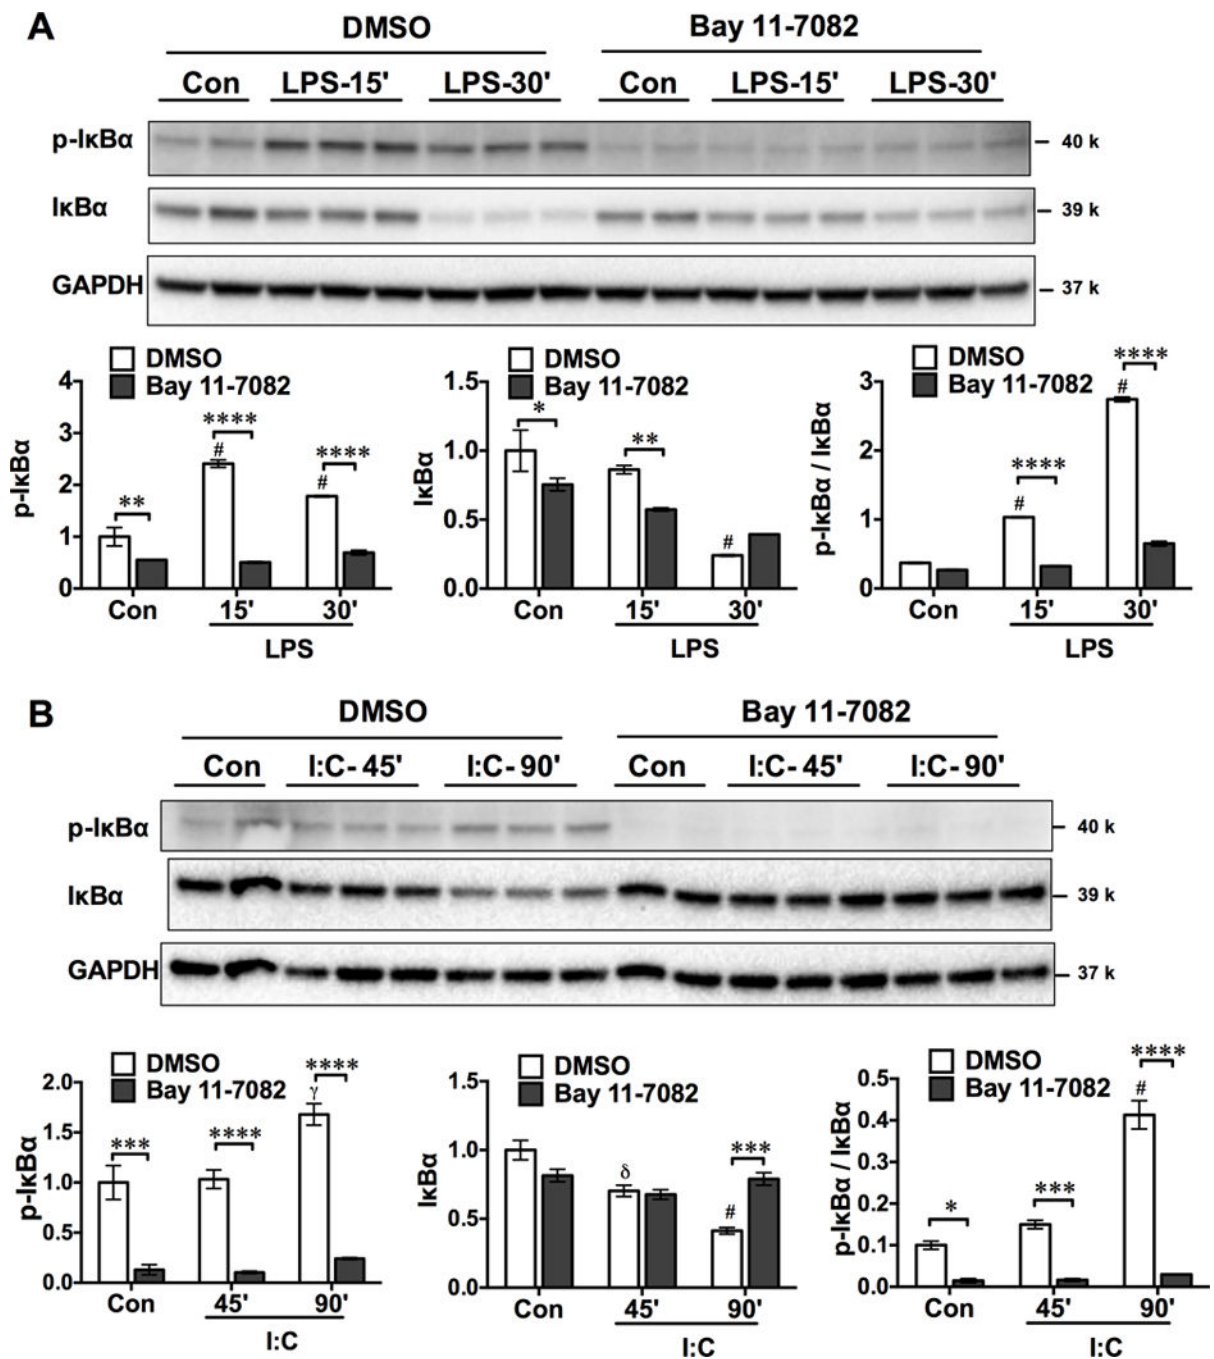 A
DMSO Bay 11-7082
Con LPS-15' LPS-30' Con LPS-15' LPS-30'
p-IκBα 40 k
IκBα 39 k
GAPDH 37 k
DMSO
Bay 11-7082
p-IκBα
4
3
2
1
0
**
****
#
****
#
Con 15' 30'
LPS
DMSO
Bay 11-7082
IκBα
1.5
1.0
0.5
0.0
*
**
#
Con 15' 30'
LPS
DMSO
Bay 11-7082
p-IκBα / IκBα
3
2
1
0
****
#
****
#
Con 15' 30'
LPS
B
DMSO Bay 11-7082
Con I:C-45' I:C-90' Con I:C-45' I:C-90'
p-IκBα 40 k
IκBα 39 k
GAPDH 37 k
DMSO
Bay 11-7082
p-IκBα
2.0
1.5
1.0
0.5
0.0
***
****
****
γ
Con 45' 90'
I:C
DMSO
Bay 11-7082
IκBα
1.5
1.0
0.5
0.0
δ
***
#
Con 45' 90'
I:C
DMSO
Bay 11-7082
p-IκBα / IκBα
0.5
0.4
0.3
0.2
0.1
0.0
*
***
****
#
Con 45' 90'
I:C